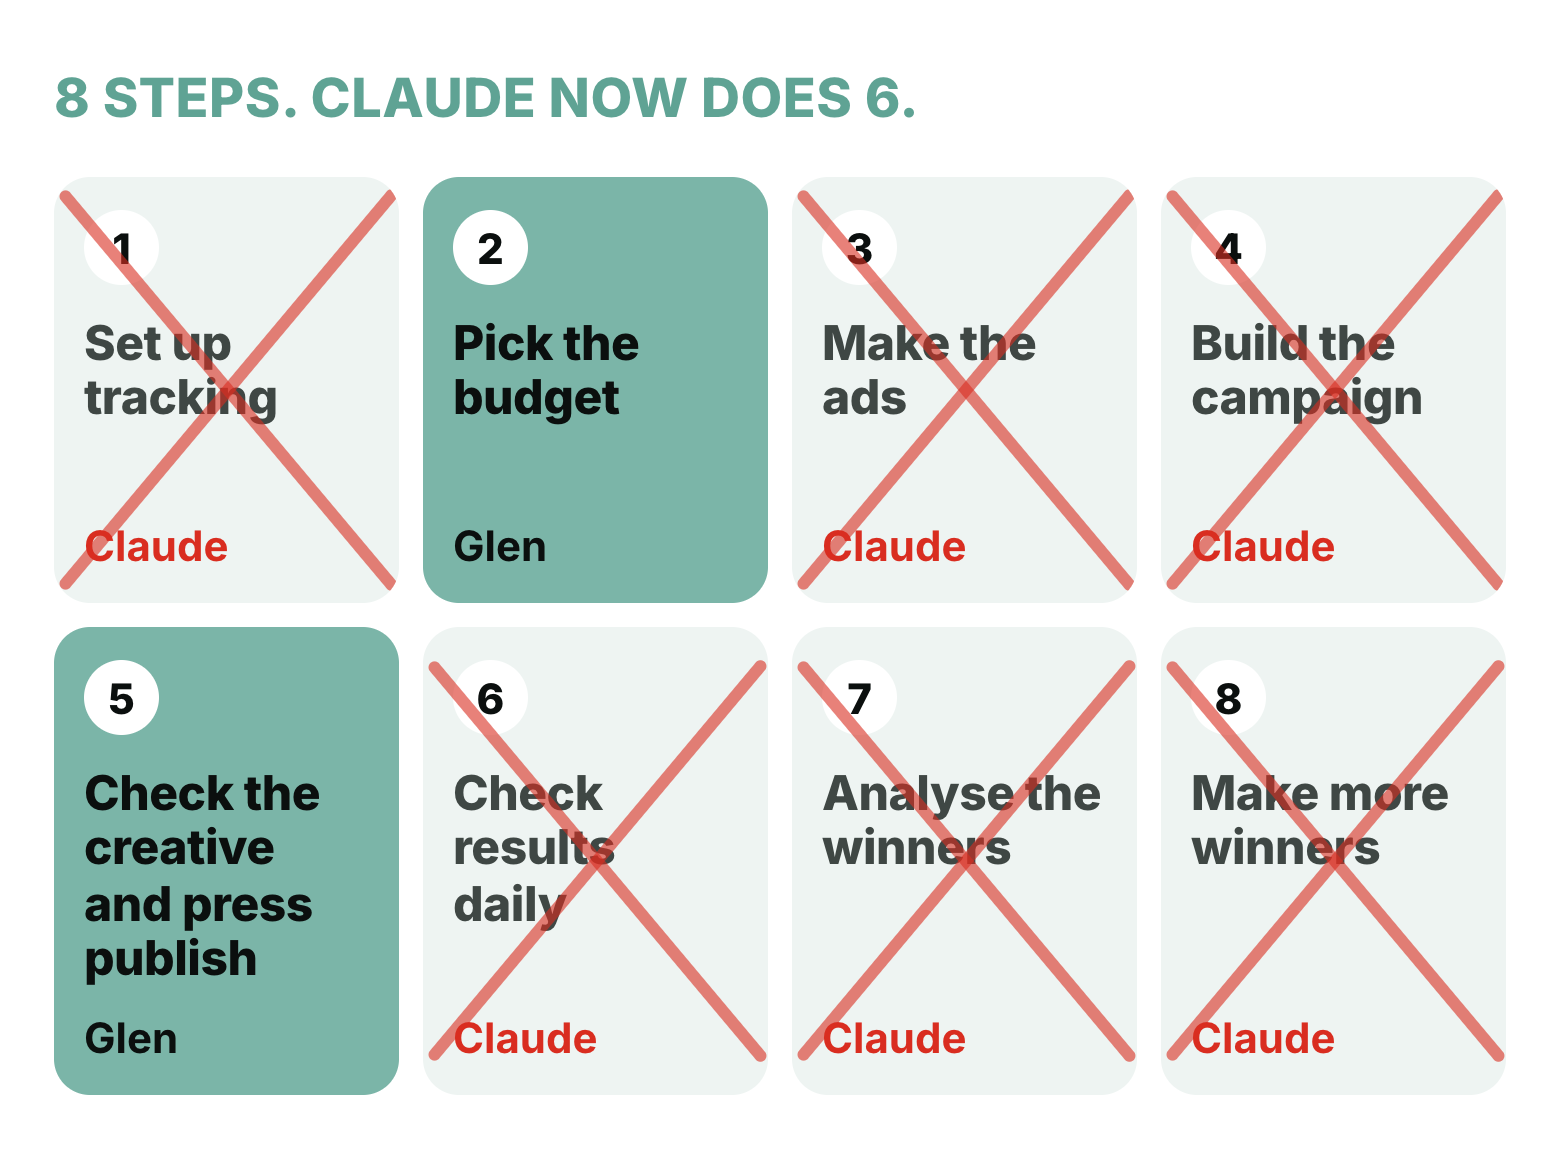 8 STEPS. CLAUDE NOW DOES 6.
1
Set up
tracking
Claude
2
Pick the
budget
Glen
3
Make the
ads
Claude
4
Build the
campaign
Claude
5
Check the
creative
and press
publish
Glen
6
Check
results
daily
Claude
7
Analyse the
winners
Claude
8
Make more
winners
Claude